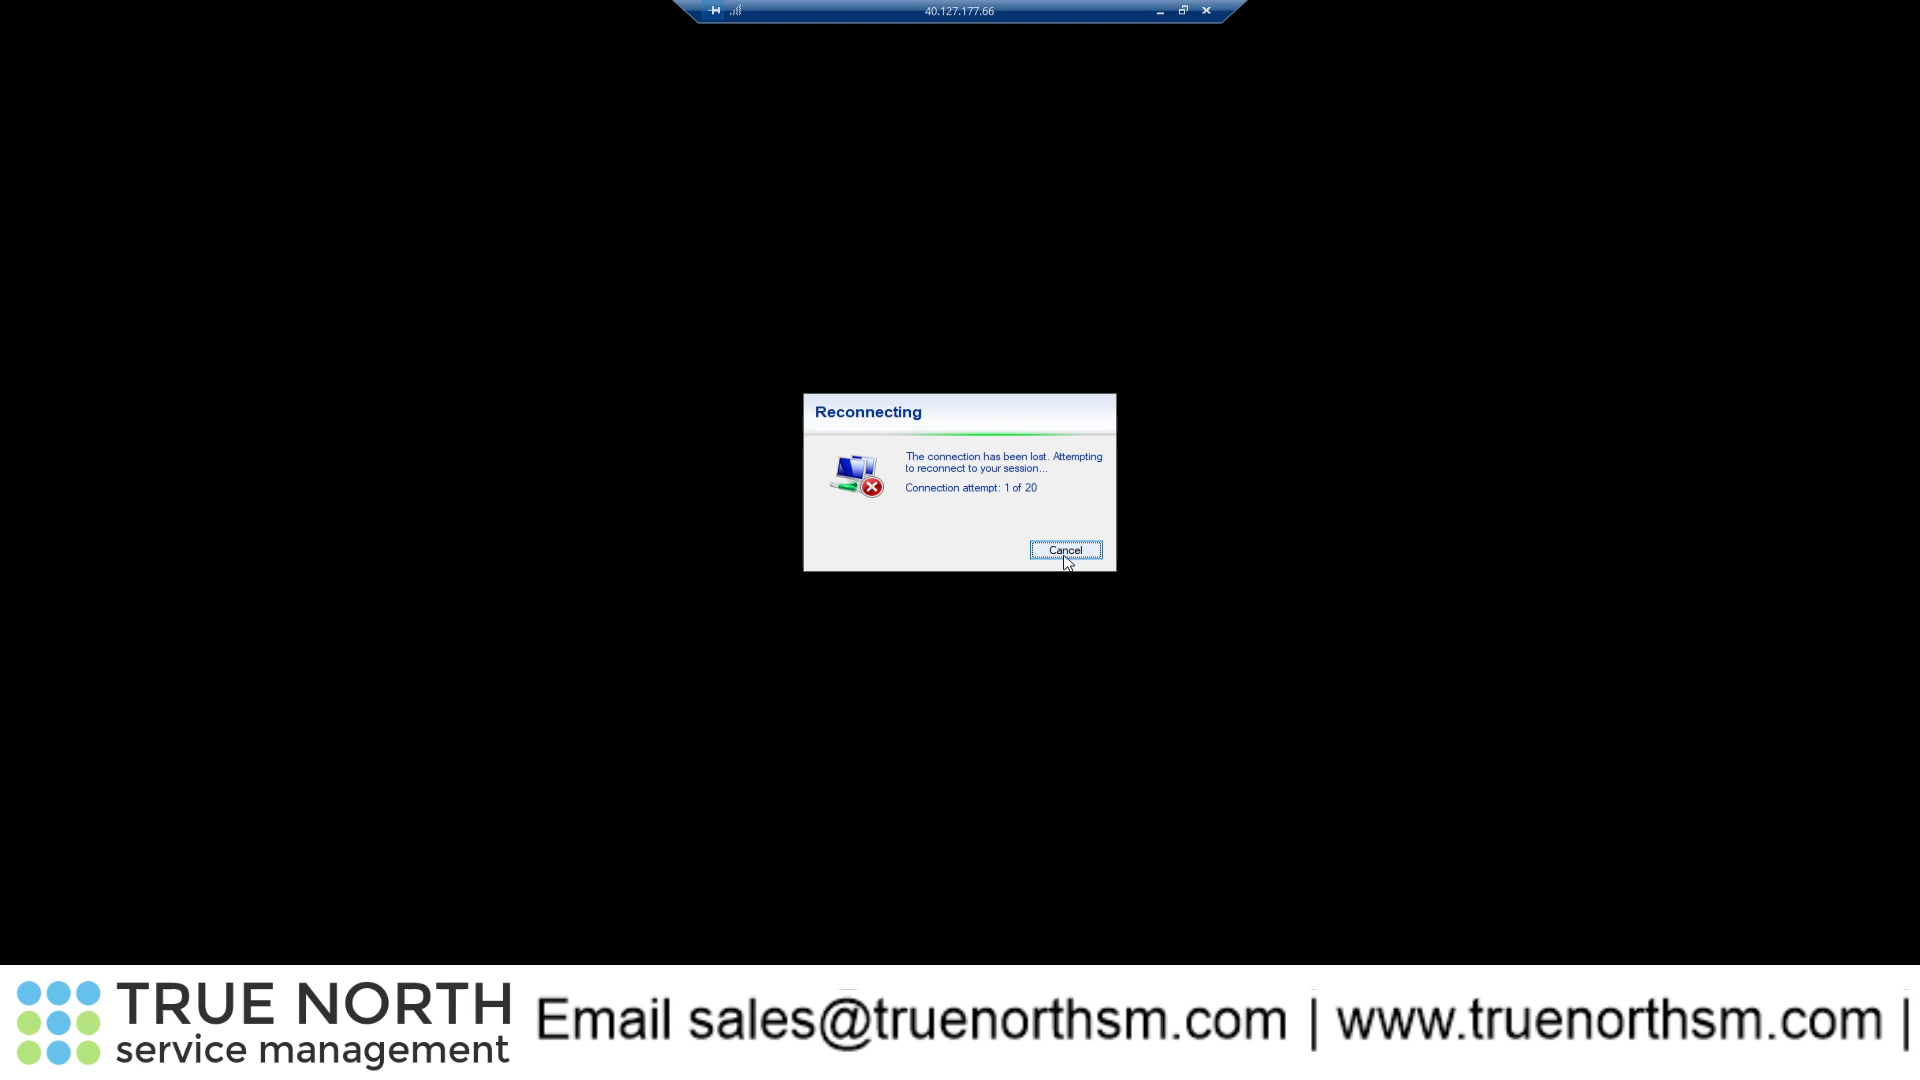 40.127.177.66
Reconnecting
The connection has been lost. Attempting
to reconnect to your session...
Connection attempt: 1 of 20
Cancel
TRUE NORTH
service management
Email sales@truenorthsm.com | www.truenorthsm.com |